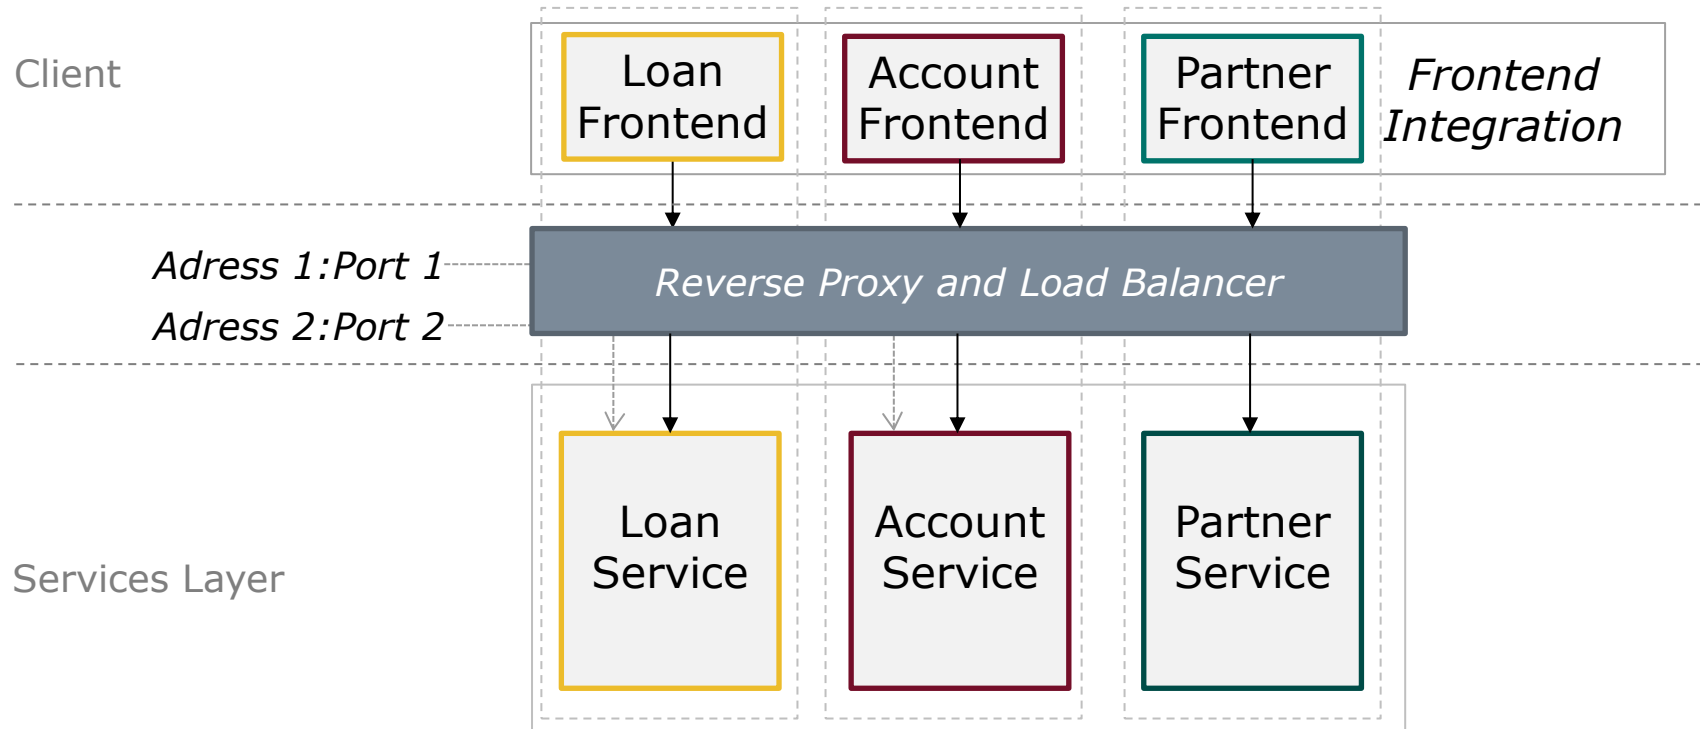 Client
Loan
Frontend
Account
Frontend
Partner
Frontend
Frontend
Integration
Adress 1:Port 1
Adress 2:Port 2
Reverse Proxy and Load Balancer
Services Layer
Loan
Service
Account
Service
Partner
Service